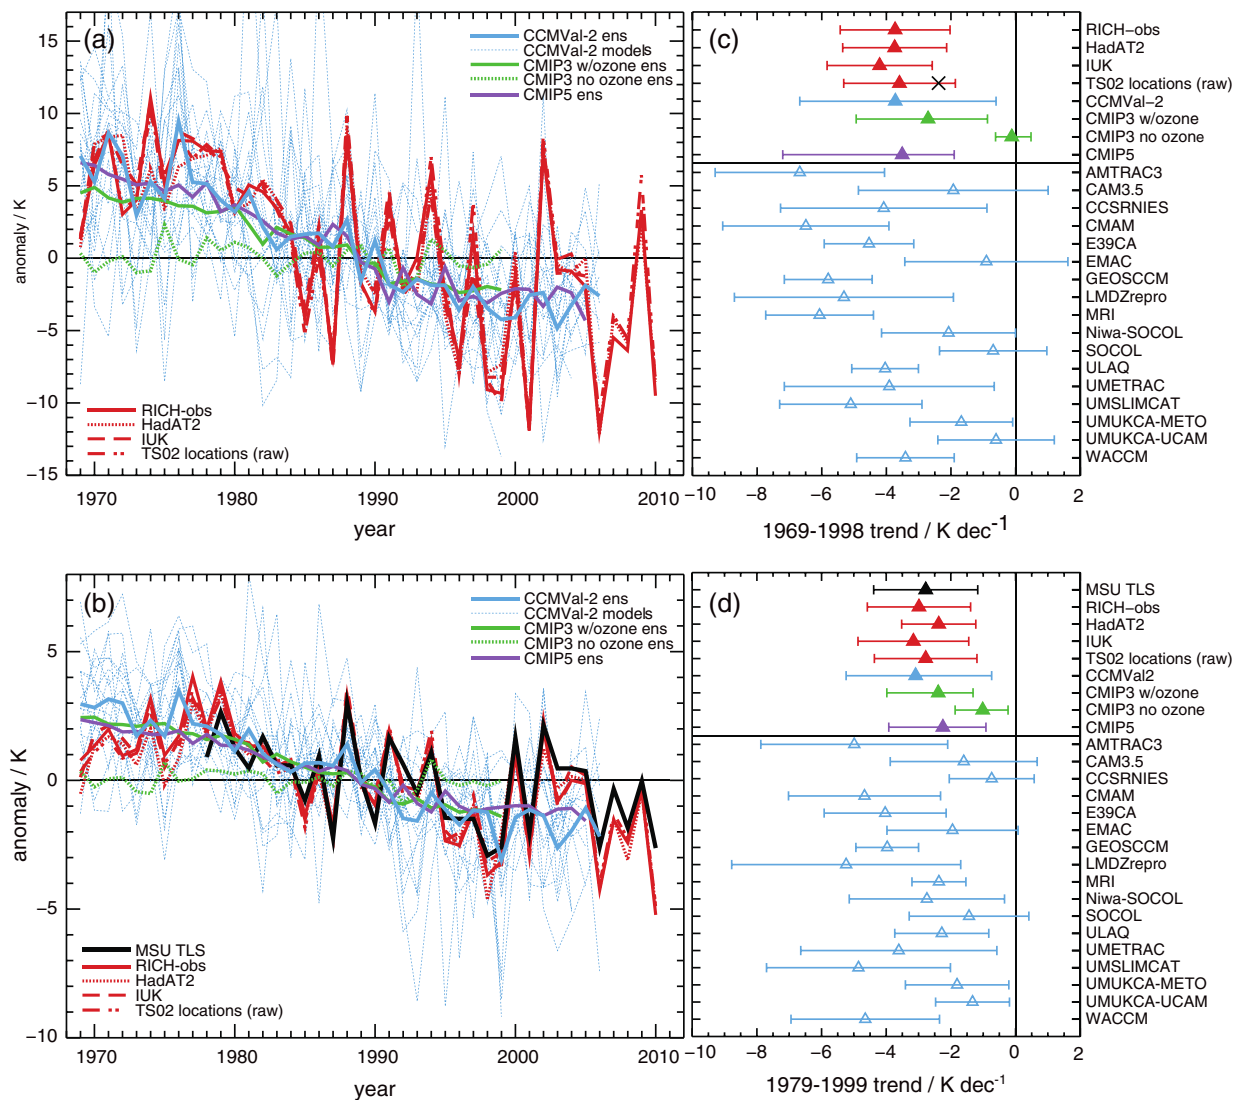 (a)
CCMVal-2 ens
CCMVal-2 models
CMIP3 w/ozone ens
CMIP3 no ozone ens
CMIP5 ens
15
10
5
0
−5
−10
−15
anomaly / K
RICH-obs
HadAT2
IUK
TS02 locations (raw)
1970
1980
1990
2000
2010
year
(c)
RICH−obs
HadAT2
IUK
TS02 locations (raw)
CCMVal−2
CMIP3 w/ozone
CMIP3 no ozone
CMIP5
AMTRAC3
CAM3.5
CCSRNIES
CMAM
E39CA
EMAC
GEOSCCM
LMDZrepro
MRI
Niwa-SOCOL
SOCOL
ULAQ
UMETRAC
UMSLIMCAT
UMUKCA-METO
UMUKCA-UCAM
WACCM
−10
−8
−6
−4
−2
0
2
1969-1998 trend / K dec⁻¹
(b)
CCMVal-2 ens
CCMVal-2 models
CMIP3 w/ozone ens
CMIP3 no ozone ens
CMIP5 ens
5
0
−5
−10
anomaly / K
MSU TLS
RICH-obs
HadAT2
IUK
TS02 locations (raw)
1970
1980
1990
2000
2010
year
(d)
MSU TLS
RICH−obs
HadAT2
IUK
TS02 locations (raw)
CCMVal2
CMIP3 w/ozone
CMIP3 no ozone
CMIP5
AMTRAC3
CAM3.5
CCSRNIES
CMAM
E39CA
EMAC
GEOSCCM
LMDZrepro
MRI
Niwa-SOCOL
SOCOL
ULAQ
UMETRAC
UMSLIMCAT
UMUKCA-METO
UMUKCA-UCAM
WACCM
−10
−8
−6
−4
−2
0
2
1979-1999 trend / K dec⁻¹